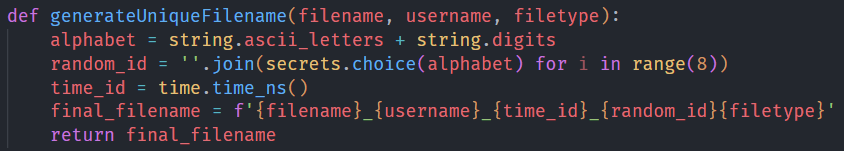 def generateUniqueFilename(filename, username, filetype):
    alphabet = string.ascii_letters + string.digits
    random_id = ''.join(secrets.choice(alphabet) for i in range(8))
    time_id = time.time_ns()
    final_filename = f'{filename}_{username}_{time_id}_{random_id}{filetype}'
    return final_filename